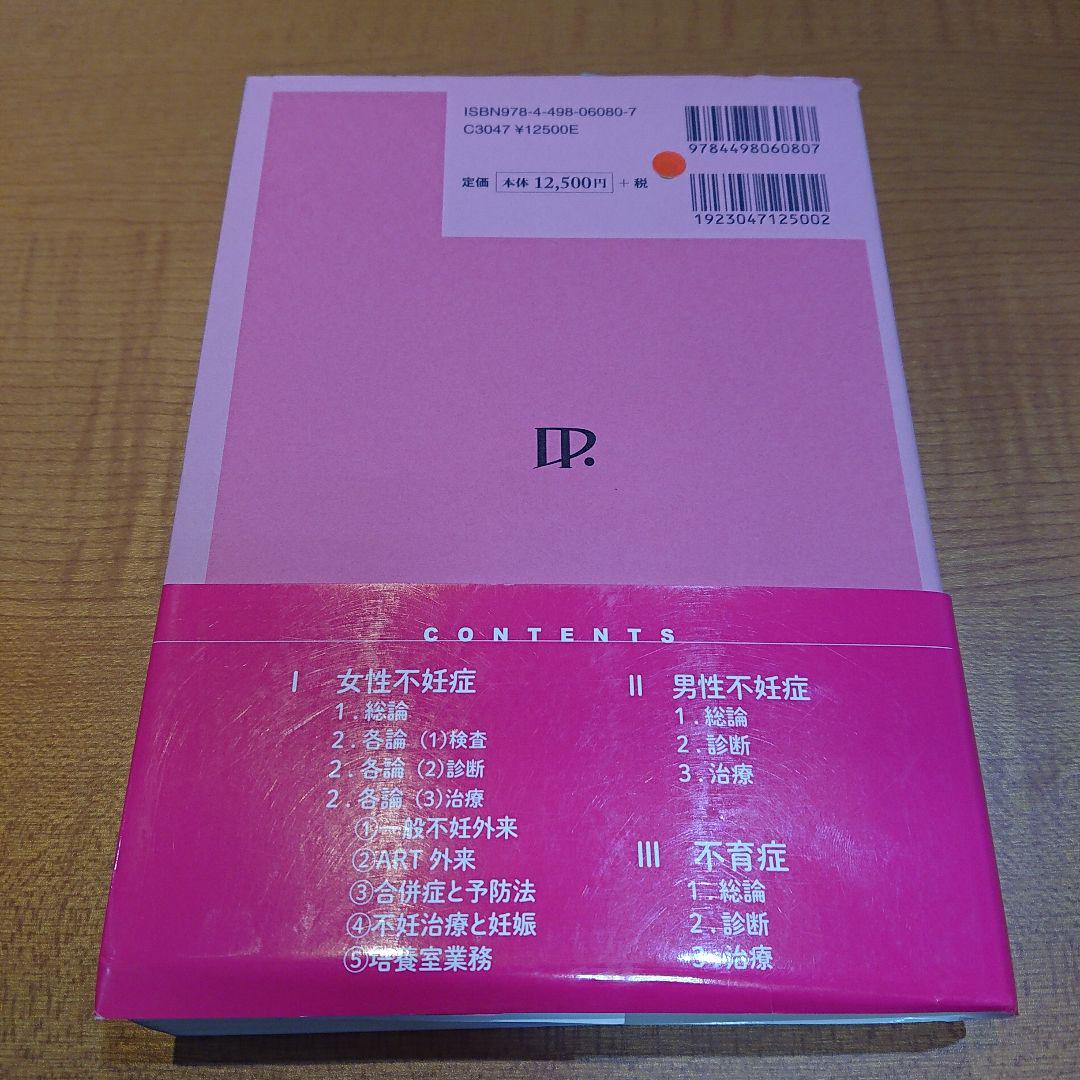 ISBN978-4-498-06080-7
C3047 ¥12500E
9784498060807
定価 本体 12,500円 + 税
1923047125002
CONTENTS
I 女性不妊症
1．総論
2．各論（1）検査
2．各論（2）診断
2．各論（3）治療
①一般不妊外来
②ART 外来
③合併症と予防法
④不妊治療と妊娠
⑤培養室業務
II 男性不妊症
1．総論
2．診断
3．治療
III 不育症
1．総論
2．診断
3．治療